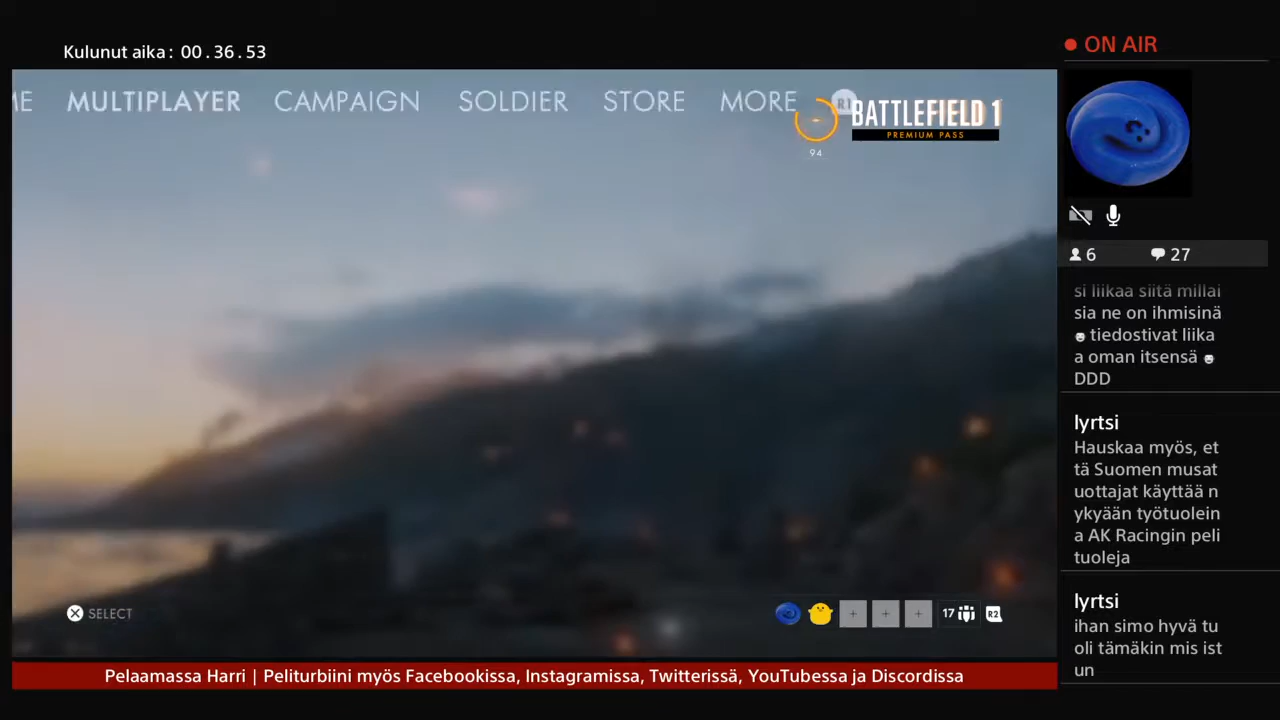 Kulunut aika: 00.36.53
● ON AIR
ME MULTIPLAYER CAMPAIGN SOLDIER STORE MORE R1
BATTLEFIELD 1
PREMIUM PASS
94
6 27
si liikaa siitä millai
sia ne on ihmisinä
tiedostivat liika
a oman itsensä
DDD
lyrtsi
Hauskaa myös, et
tä Suomen musat
uottajat käyttää n
ykyään työtuolein
a AK Racingin peli
tuoleja
lyrtsi
ihan simo hyvä tu
oli tämäkin mis ist
un
SELECT
17 R2
Pelaamassa Harri | Peliturbiini myös Facebookissa, Instagramissa, Twitterissä, YouTubessa ja Discordissa